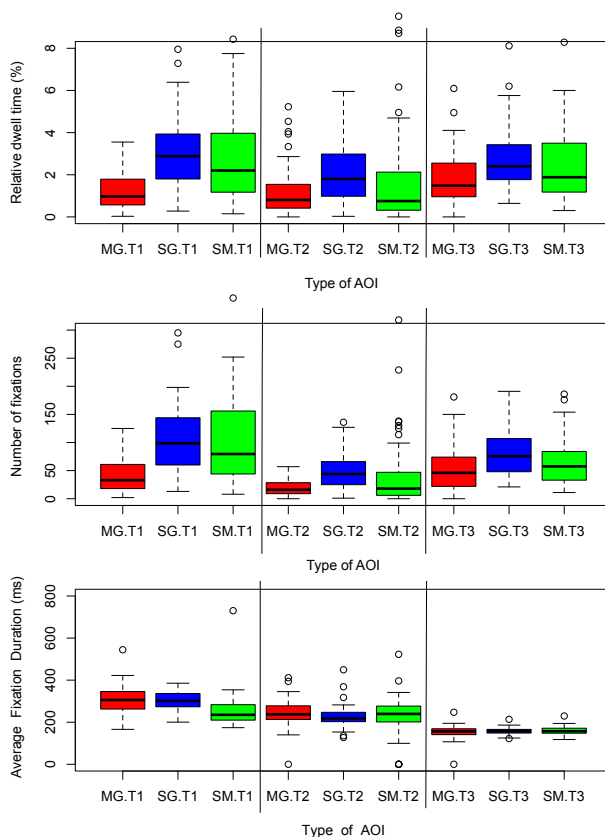 Relative dwell time (%)
8
6
4
2
0
MG.T1 SG.T1 SM.T1 MG.T2 SG.T2 SM.T2 MG.T3 SG.T3 SM.T3
Type of AOI
Number of fixations
250
150
50
0
MG.T1 SG.T1 SM.T1 MG.T2 SG.T2 SM.T2 MG.T3 SG.T3 SM.T3
Type of AOI
Average Fixation Duration (ms)
800
600
400
200
0
MG.T1 SG.T1 SM.T1 MG.T2 SG.T2 SM.T2 MG.T3 SG.T3 SM.T3
Type of AOI